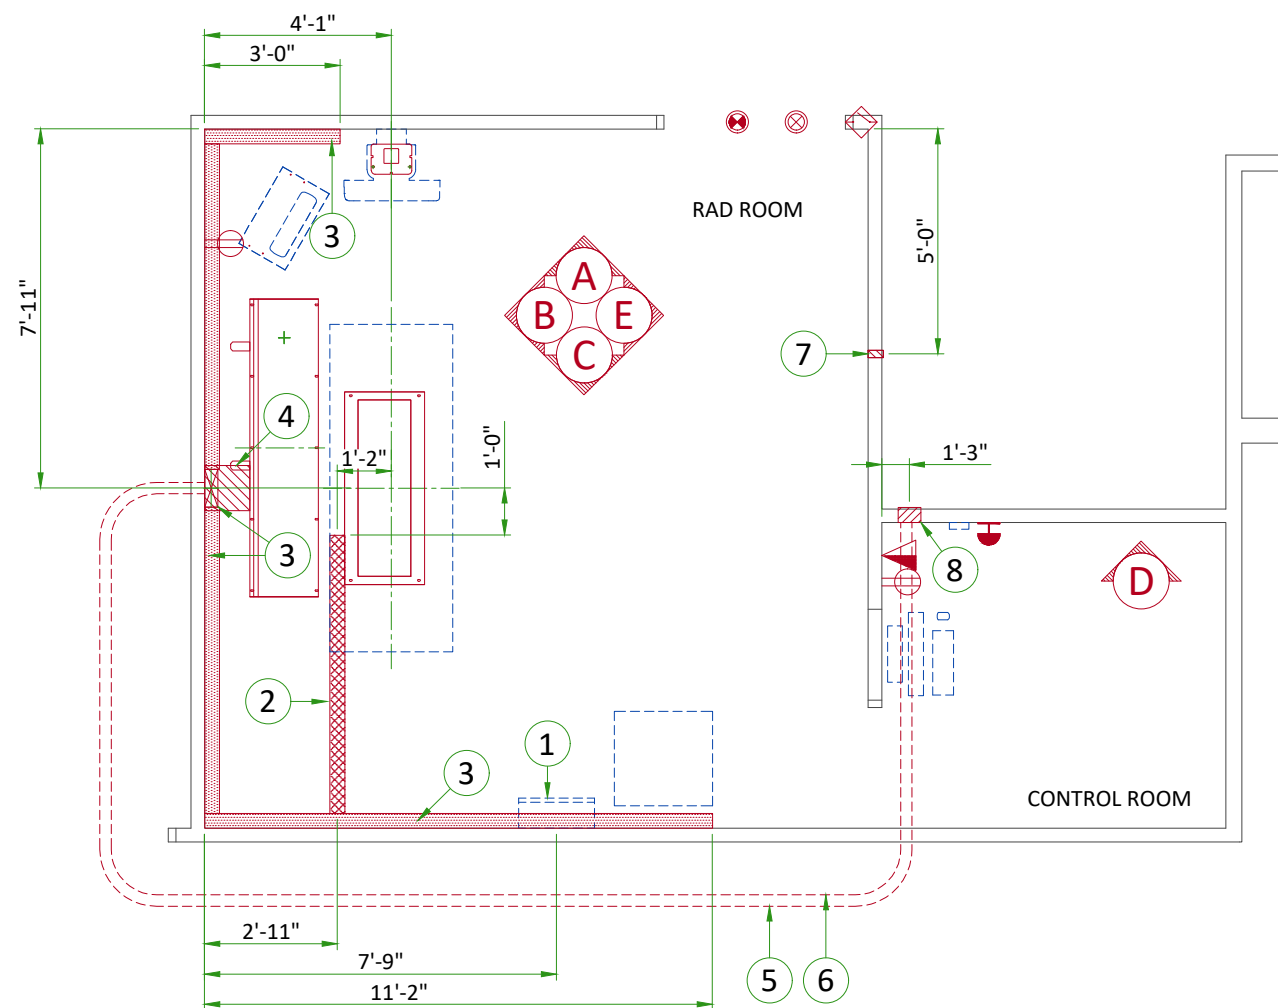 4'-1"
3'-0"
RAD ROOM
3
5'-0"
7'-11"
A
B
E
C
7
4
1'-2"
1'-0"
1'-3"
3
8
D
2
1
3
CONTROL ROOM
2'-11"
7'-9"
5
6
11'-2"